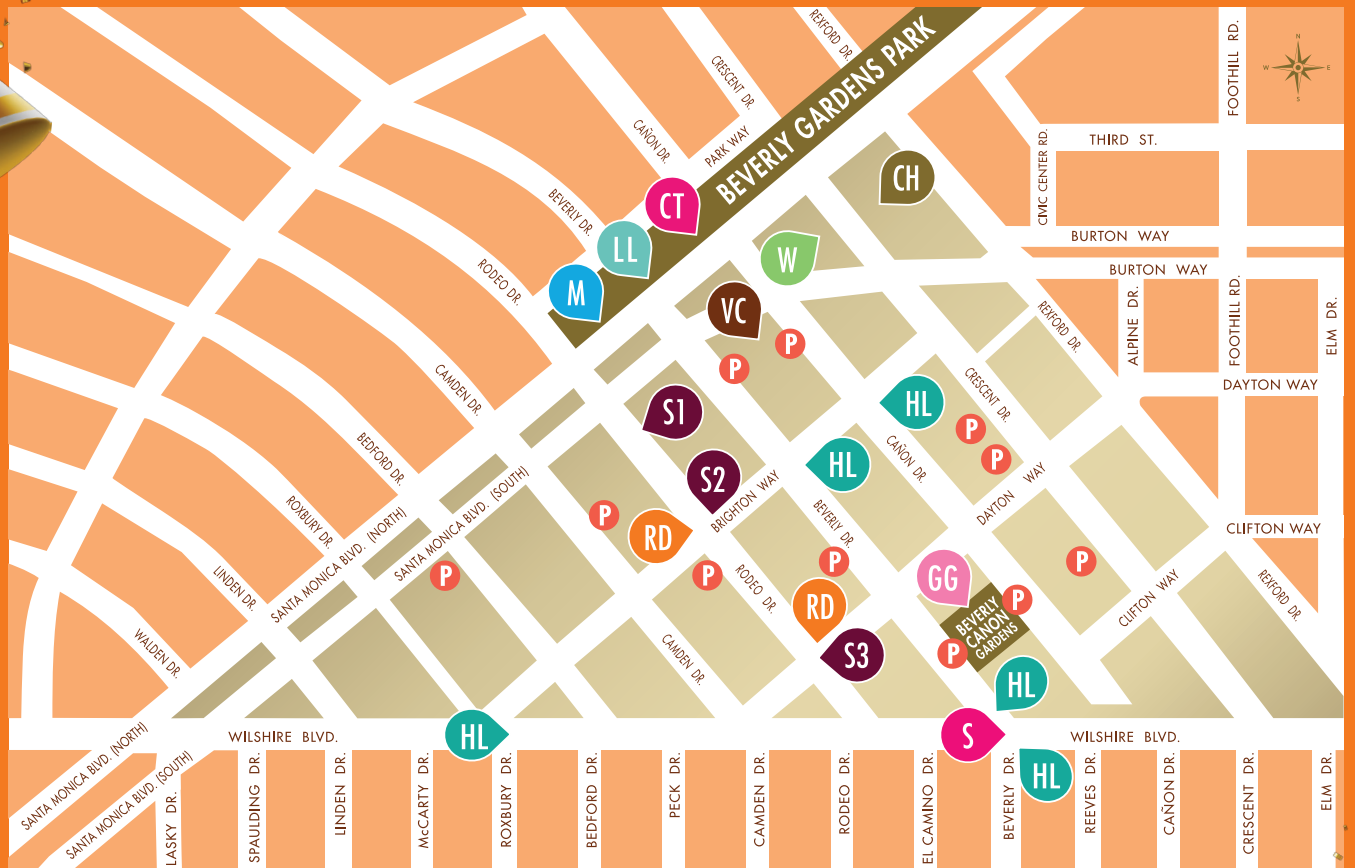 REXFORD DR.
CRESCENT DR.
CAÑON DR.
PARK WAY
BEVERLY GARDENS PARK
FOOTHILL RD.
N
W
E
S
THIRD ST.
CIVIC CENTER RD.
BURTON WAY
BURTON WAY
CH
CT
LL
M
W
VC
BEVERLY DR.
RODEO DR.
CAMDEN DR.
BEDFORD DR.
ROXBURY DR.
LINDEN DR.
WALDEN DR.
REXFORD DR.
ALPINE DR.
FOOTHILL RD.
ELM DR.
DAYTON WAY
P
P
S1
S2
HL
HL
CRESCENT DR.
P
P
CAÑON DR.
DAYTON WAY
BRIGHTON WAY
BEVERLY DR.
SANTA MONICA BLVD. (NORTH)
SANTA MONICA BLVD. (SOUTH)
P
RD
P
P
P
P
CLIFTON WAY
CLIFTON WAY
REXFORD DR.
RODEO DR.
CAMDEN DR.
RD
S3
GG
P
BEVERLY
CANON
GARDENS
P
HL
HL
S
HL
WILSHIRE BLVD.
WILSHIRE BLVD.
SANTA MONICA BLVD. (NORTH)
SANTA MONICA BLVD. (SOUTH)
LASKY DR.
SPAULDING DR.
LINDEN DR.
McCARTY DR.
ROXBURY DR.
BEDFORD DR.
PECK DR.
CAMDEN DR.
RODEO DR.
EL CAMINO DR.
BEVERLY DR.
REEVES DR.
CAÑON DR.
CRESCENT DR.
ELM DR.